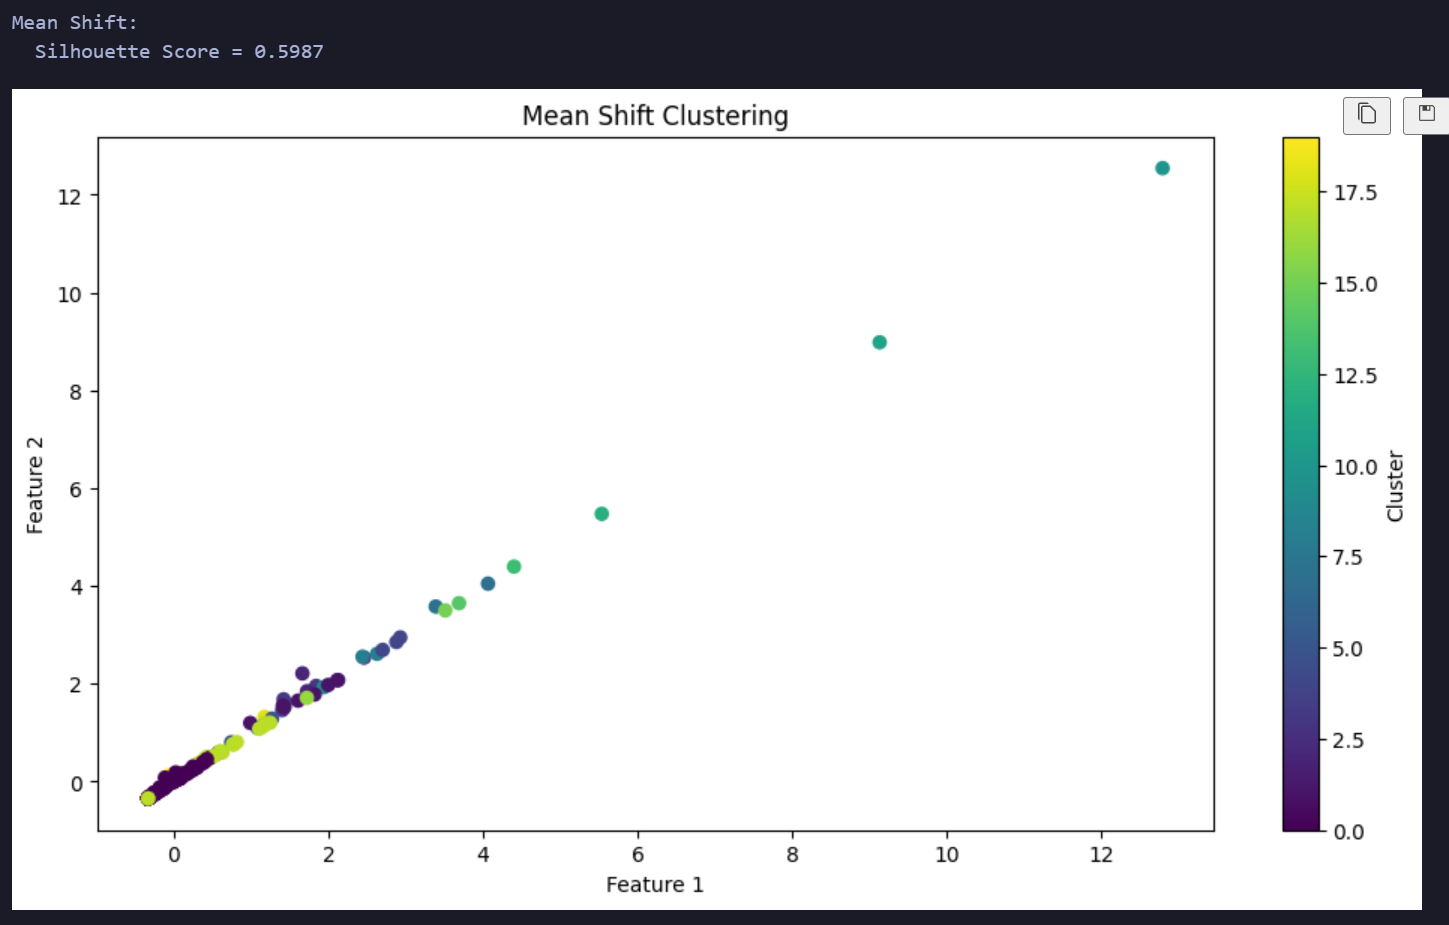 Mean Shift:
Silhouette Score = 0.5987
Mean Shift Clustering
12
10
8
6
4
2
0
Feature 2
0 2 4 6 8 10 12
Feature 1
17.5
15.0
12.5
10.0
7.5
5.0
2.5
0.0
Cluster